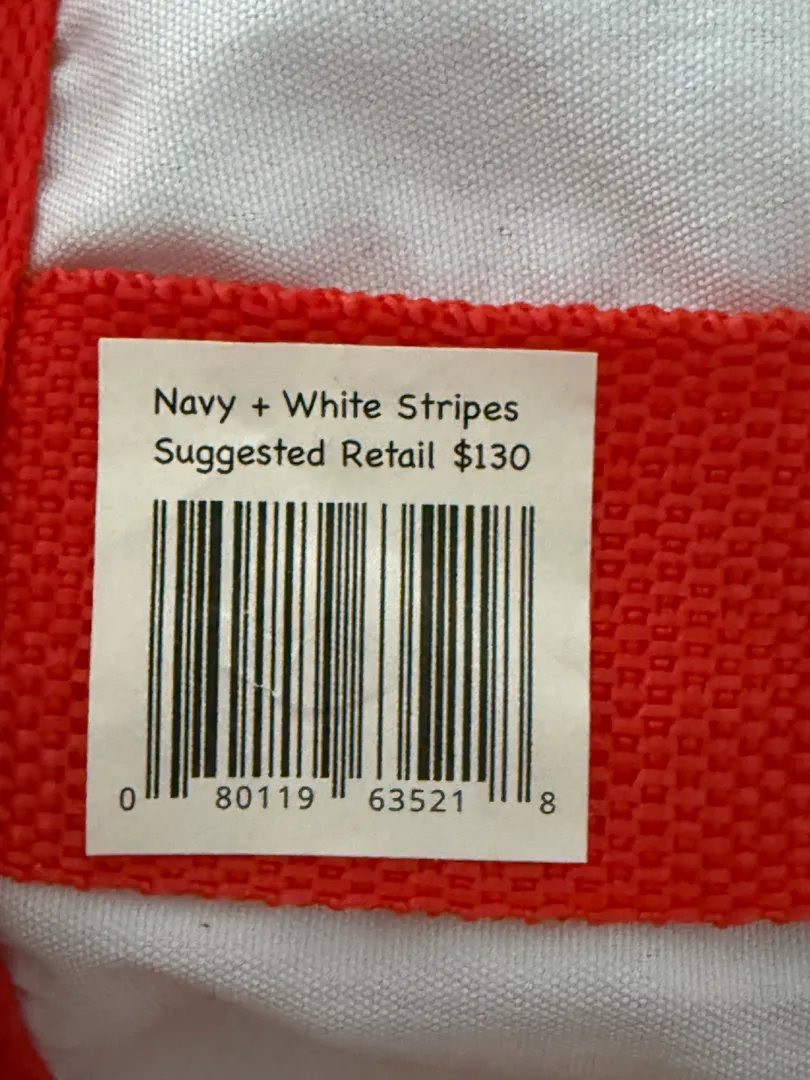 Navy + White Stripes
Suggested Retail $130
0 80119 63521 8